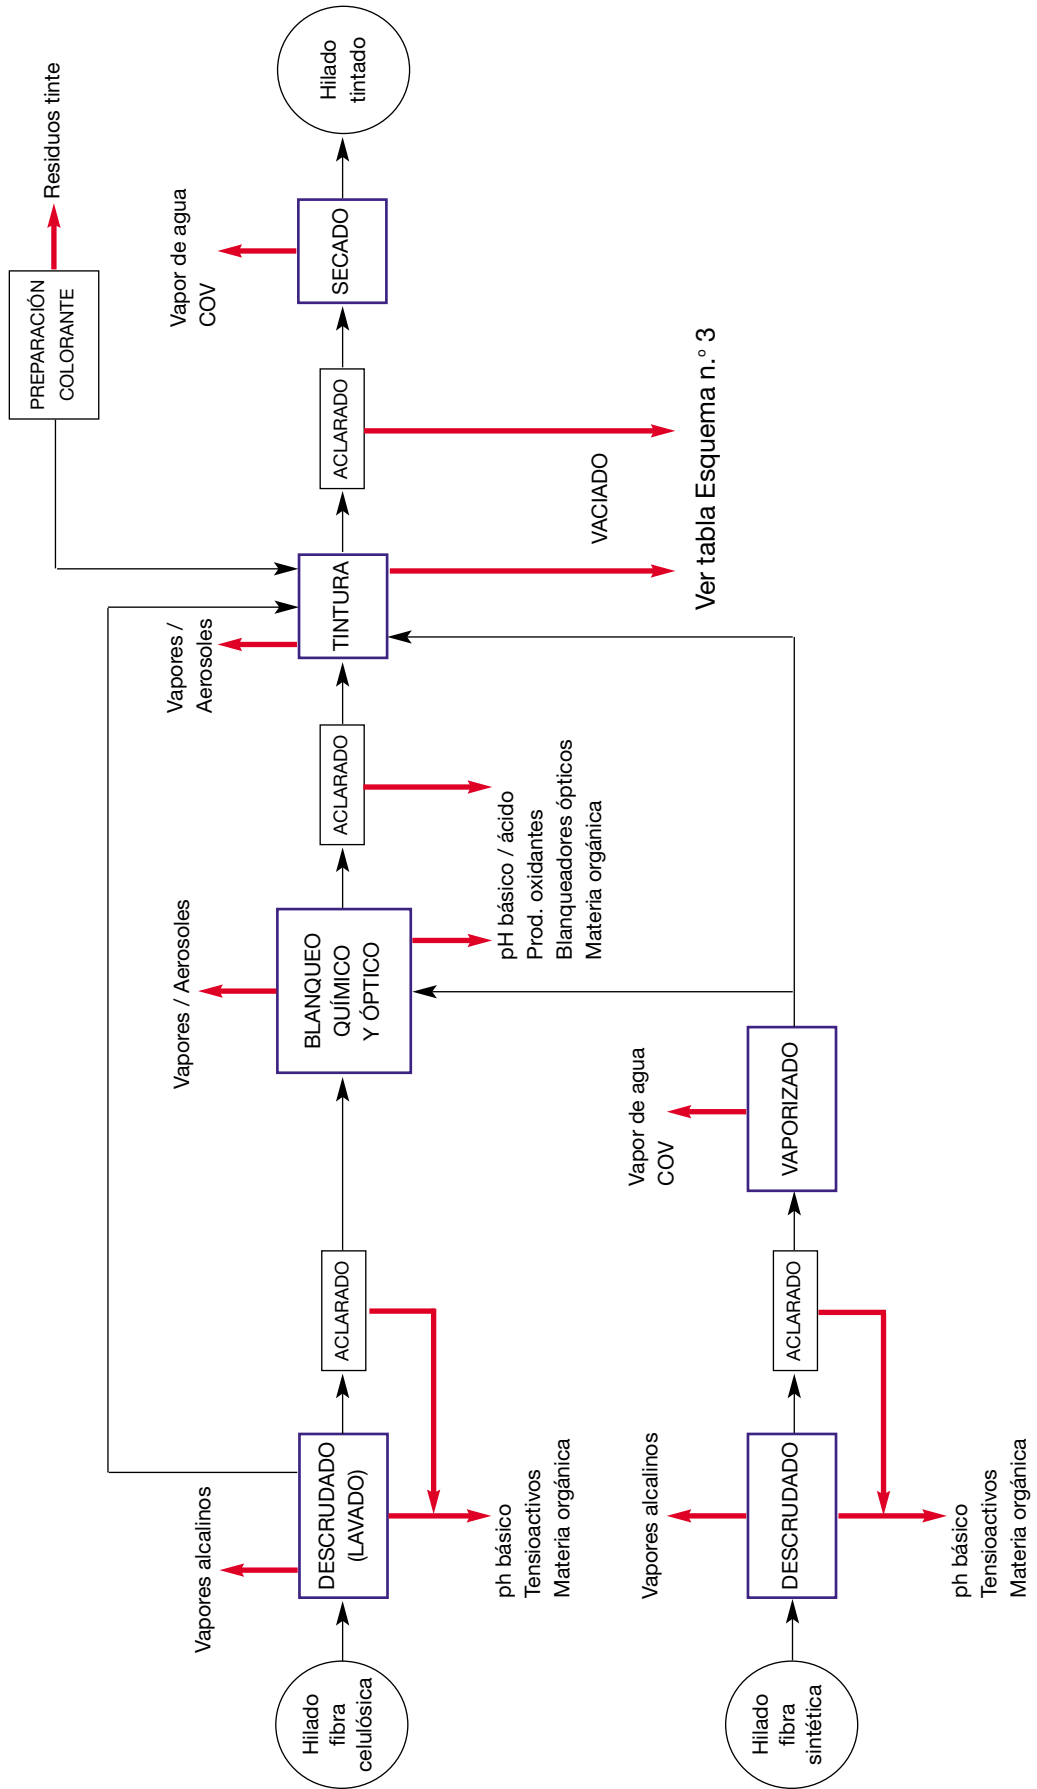 Hilado
fibra
celulósica
DESCRUDADO
(LAVADO)
Vapores alcalinos
ph básico
Tensioactivos
Materia orgánica
ACLARADO
BLANQUEO
QUÍMICO
Y ÓPTICO
Vapores / Aerosoles
pH básico / ácido
Prod. oxidantes
Blanqueadores ópticos
Materia orgánica
ACLARADO
TINTURA
Vapores /
Aerosoles
PREPARACIÓN
COLORANTE
Residuos tinte
ACLARADO
VACIADO
Ver tabla Esquema n.º 3
SECADO
Vapor de agua
COV
Hilado
tintado
Hilado
fibra
sintética
DESCRUDADO
Vapores alcalinos
ph básico
Tensioactivos
Materia orgánica
ACLARADO
VAPORIZADO
Vapor de agua
COV